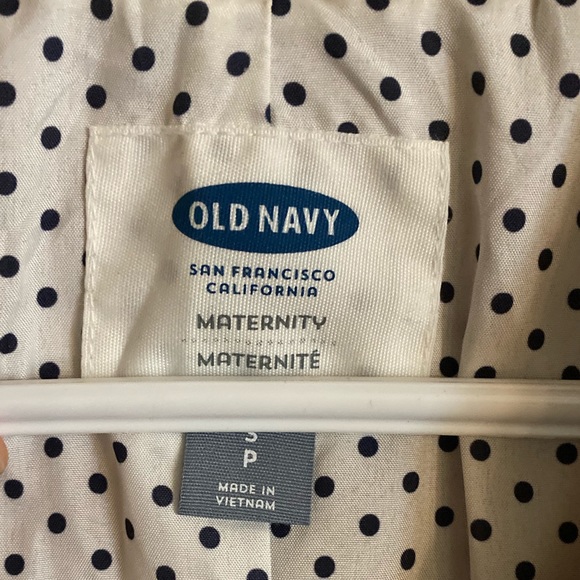 OLD NAVY
SAN FRANCISCO
CALIFORNIA
MATERNITY
MATERNITÉ
S
P
MADE IN
VIETNAM